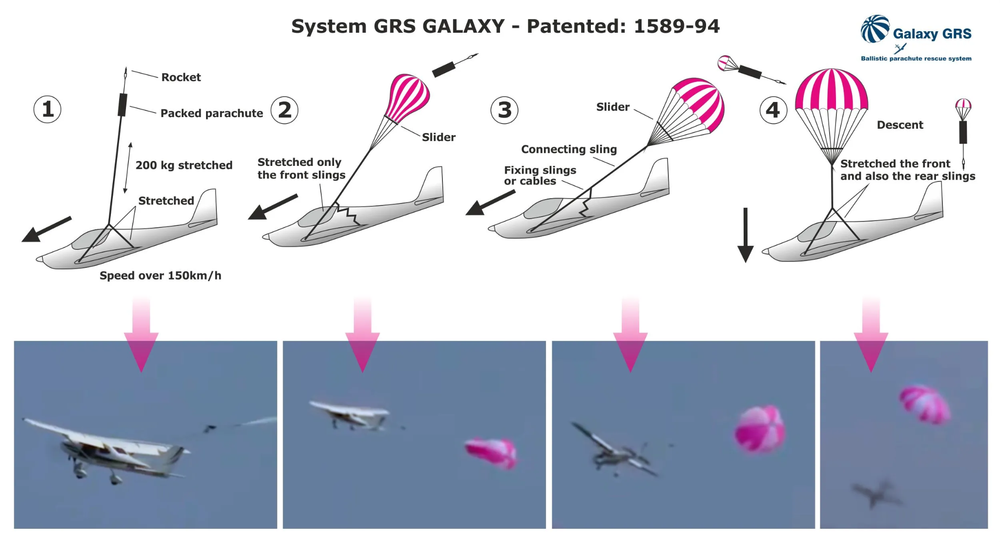 System GRS GALAXY - Patented: 1589-94
Galaxy GRS
Ballistic parachute rescue system
1
Rocket
Packed parachute
200 kg stretched
Stretched
Speed over 150km/h
2
Slider
Stretched only
the front slings
3
Slider
Connecting sling
Fixing slings
or cables
4
Descent
Stretched the front
and also the rear slings